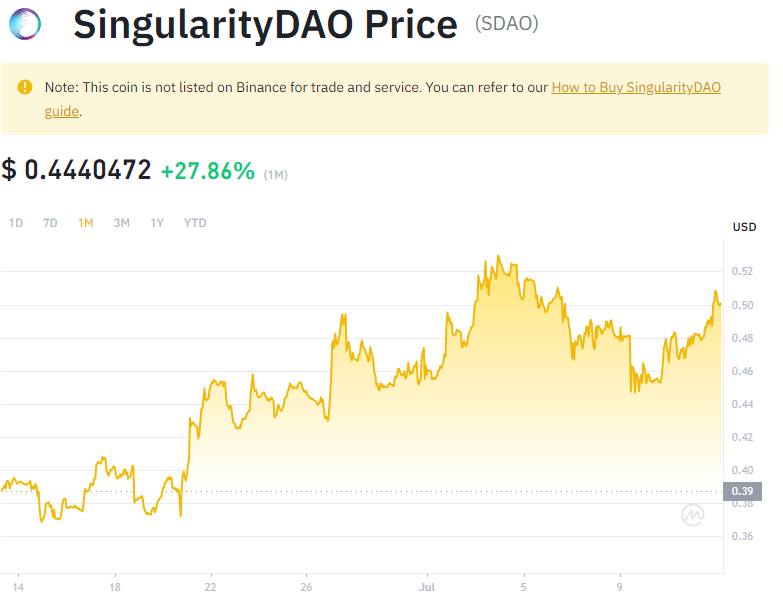 SingularityDAO Price (SDAO)
Note: This coin is not listed on Binance for trade and service. You can refer to our How to Buy SingularityDAO
guide.
$ 0.4440472 +27.86% (1M)
1D 7D 1M 3M 1Y YTD
USD
0.52
0.50
0.48
0.46
0.44
0.42
0.40
0.39
0.38
0.36
14 18 22 26 Jul 5 9